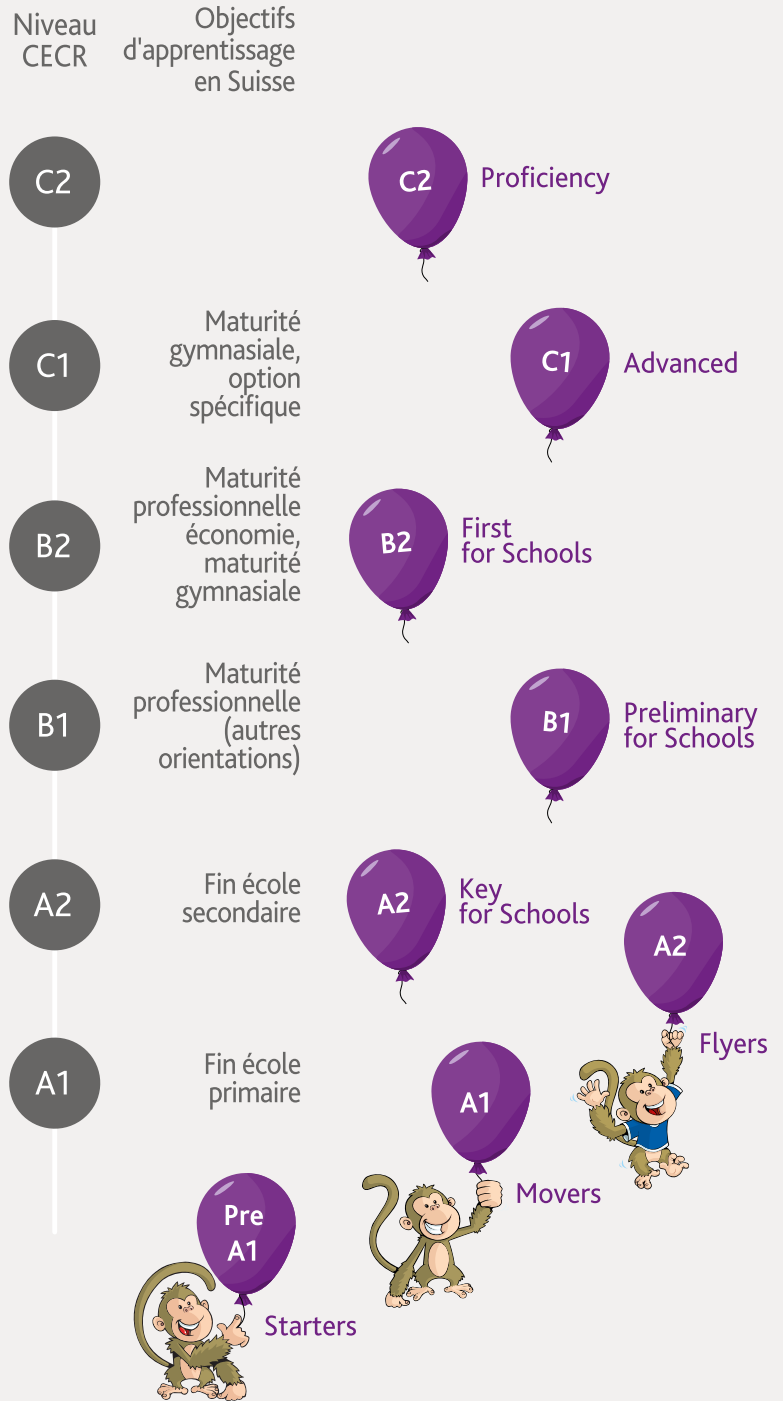 Niveau
CECR
Objectifs
d'apprentissage
en Suisse
C2
C2
Proficiency
C1
Maturité
gymnasiale,
option
spécifique
C1
Advanced
B2
Maturité
professionnelle
économie,
maturité
gymnasiale
B2
First
for Schools
B1
Maturité
professionnelle
(autres
orientations)
B1
Preliminary
for Schools
A2
Fin école
secondaire
A2
Key
for Schools
A2
Flyers
A1
Fin école
primaire
A1
Movers
Pre
A1
Starters